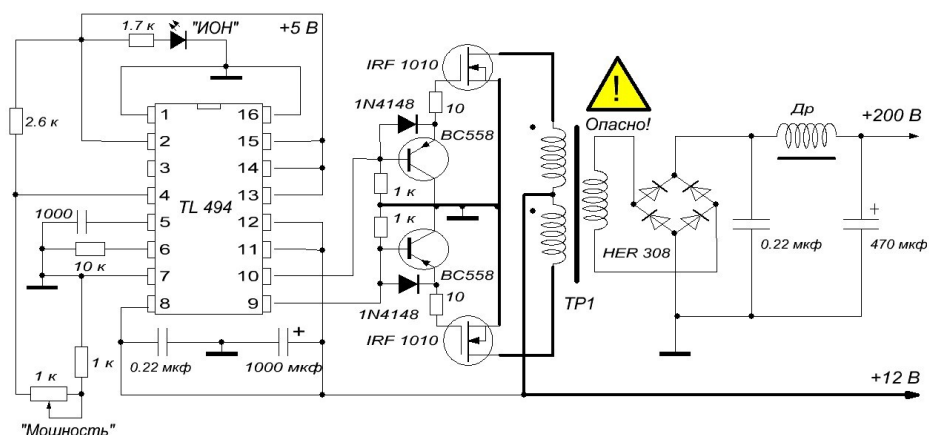 1.7 к
"ИОН"
+5 В
2.6 к
1
2
3
4
5
6
7
8
16
15
14
13
12
11
10
9
TL 494
1000
10 к
1 к
1 к
"Мощность"
0.22 мкф
+
1000 мкф
IRF 1010
10
1N4148
BC558
1 к
1 к
BC558
10
1N4148
IRF 1010
!
Опасно!
ТР1
HER 308
Др
+200 В
0.22 мкф
+
470 мкф
+12 В